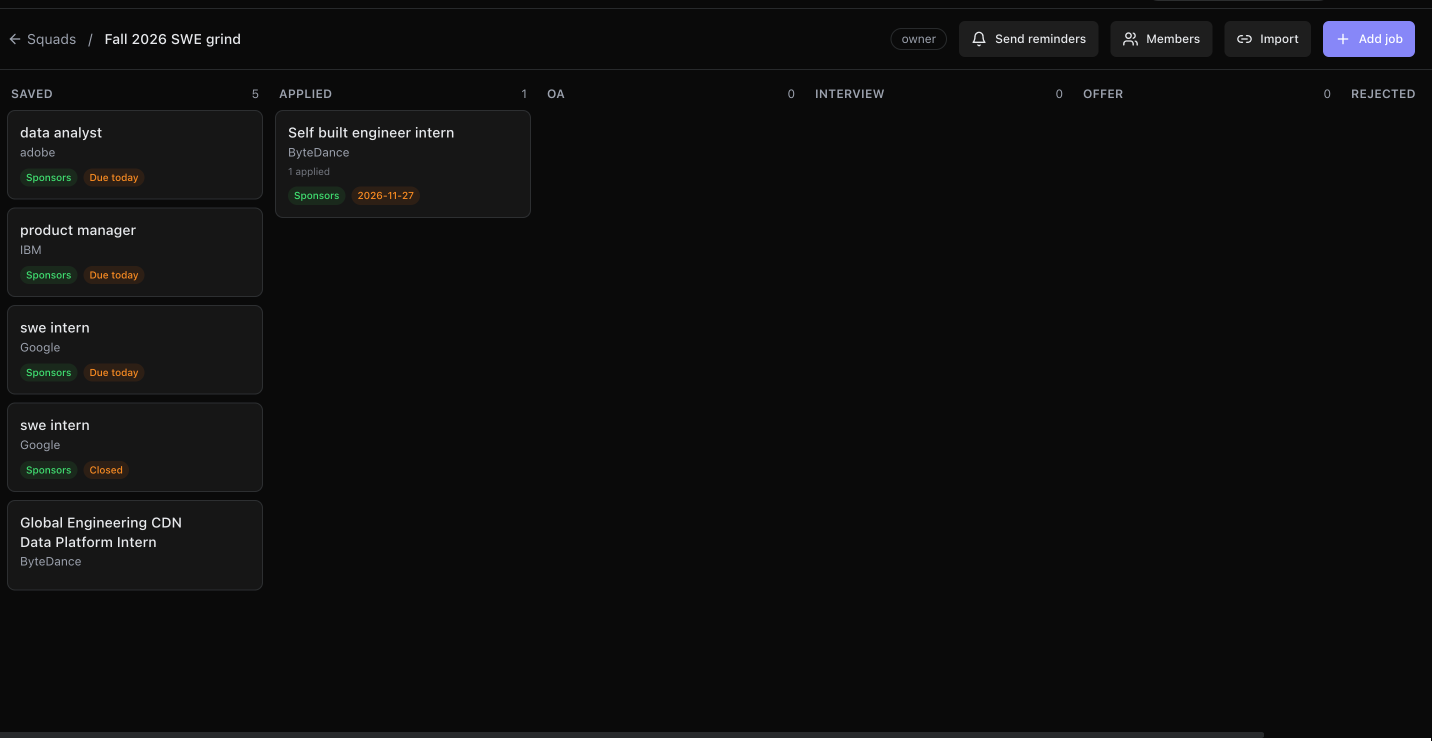 Squads / Fall 2026 SWE grind
owner
Send reminders
Members
Import
Add job
SAVED 5
data analyst
adobe
Sponsors Due today
product manager
IBM
Sponsors Due today
swe intern
Google
Sponsors Due today
swe intern
Google
Sponsors Closed
Global Engineering CDN
Data Platform Intern
ByteDance
APPLIED 1
Self built engineer intern
ByteDance
1 applied
Sponsors 2026-11-27
OA 0
INTERVIEW 0
OFFER 0
REJECTED